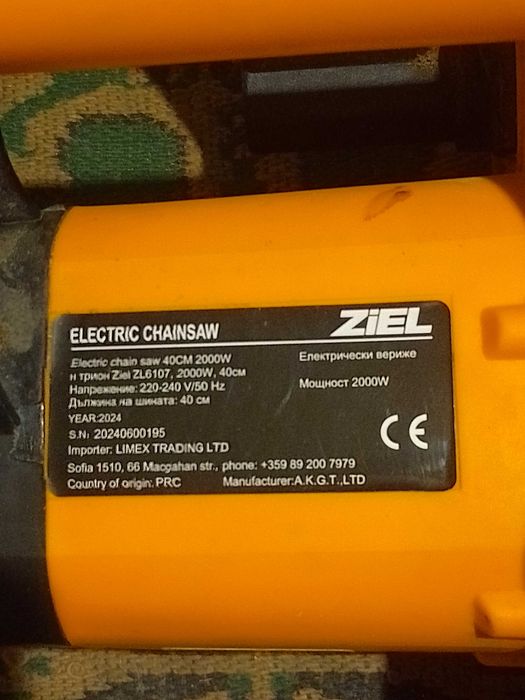 ELECTRIC CHAINSAW
ZiEL
Electric chain saw 40CM 2000W
Електрически верижe
н трион Ziel ZL6107, 2000W, 40см
Мощност 2000W
Напрежение: 220-240 V/50 Hz
Дължина на шината: 40 см
YEAR:2024
S.N: 20240600195
CE
Importer: LIMEX TRADING LTD
Sofia 1510, 66 Macgahan str., phone: +359 89 200 7979
Country of origin: PRC
Manufacturer:A.K.G.T.,LTD